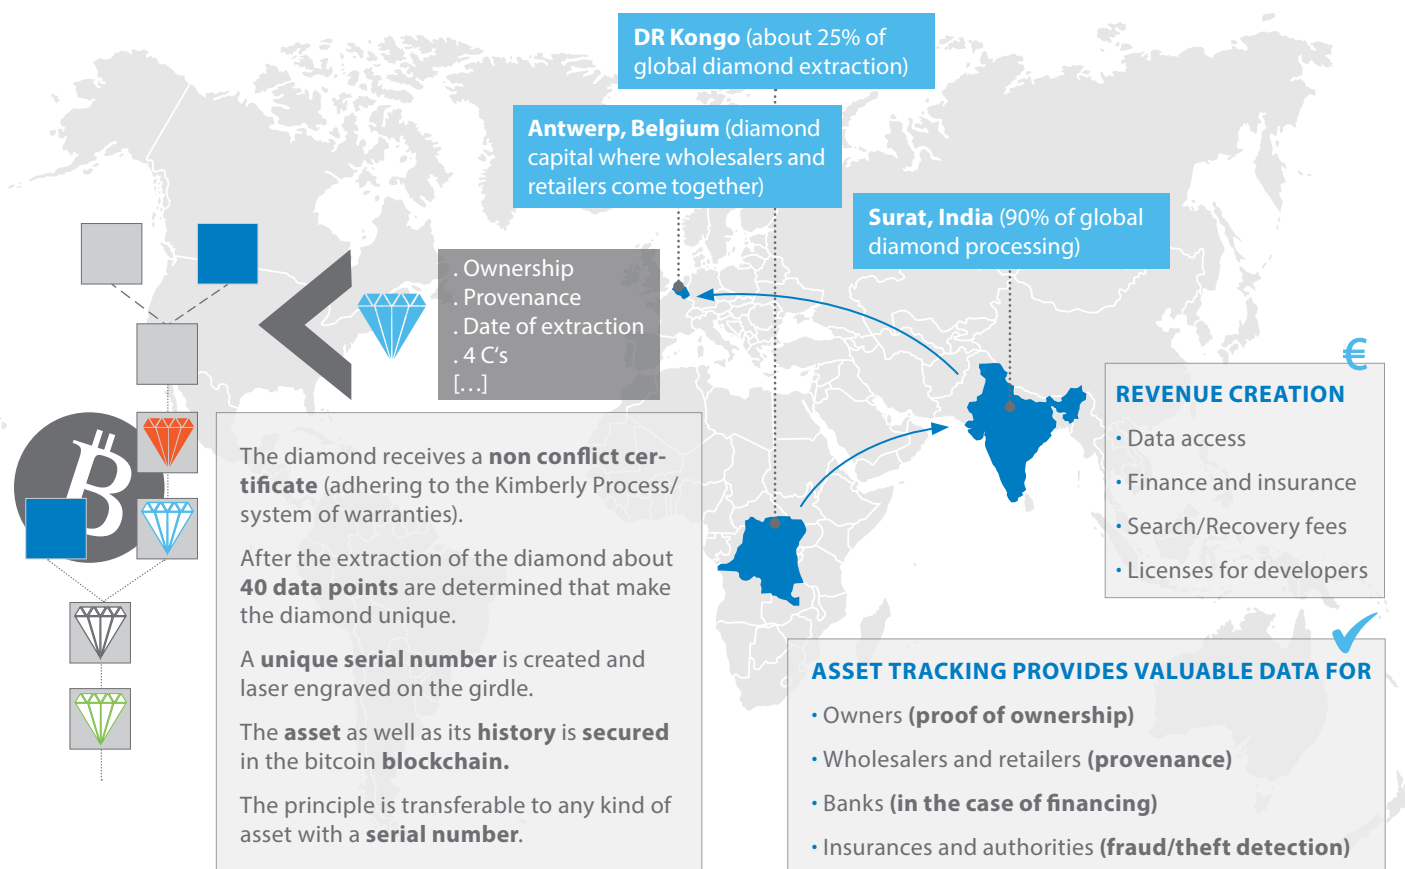 DR Kongo (about 25% of
global diamond extraction)
Antwerp, Belgium (diamond
capital where wholesalers and
retailers come together)
Surat, India (90% of global
diamond processing)
. Ownership
. Provenance
. Date of extraction
. 4 C‘s
[…]
€
REVENUE CREATION
· Data access
· Finance and insurance
· Search/Recovery fees
· Licenses for developers
The diamond receives a non conflict cer-
tificate (adhering to the Kimberly Process/
system of warranties).
After the extraction of the diamond about
40 data points are determined that make
the diamond unique.
A unique serial number is created and
laser engraved on the girdle.
The asset as well as its history is secured
in the bitcoin blockchain.
The principle is transferable to any kind of
asset with a serial number.
ASSET TRACKING PROVIDES VALUABLE DATA FOR
· Owners (proof of ownership)
· Wholesalers and retailers (provenance)
· Banks (in the case of financing)
· Insurances and authorities (fraud/theft detection)